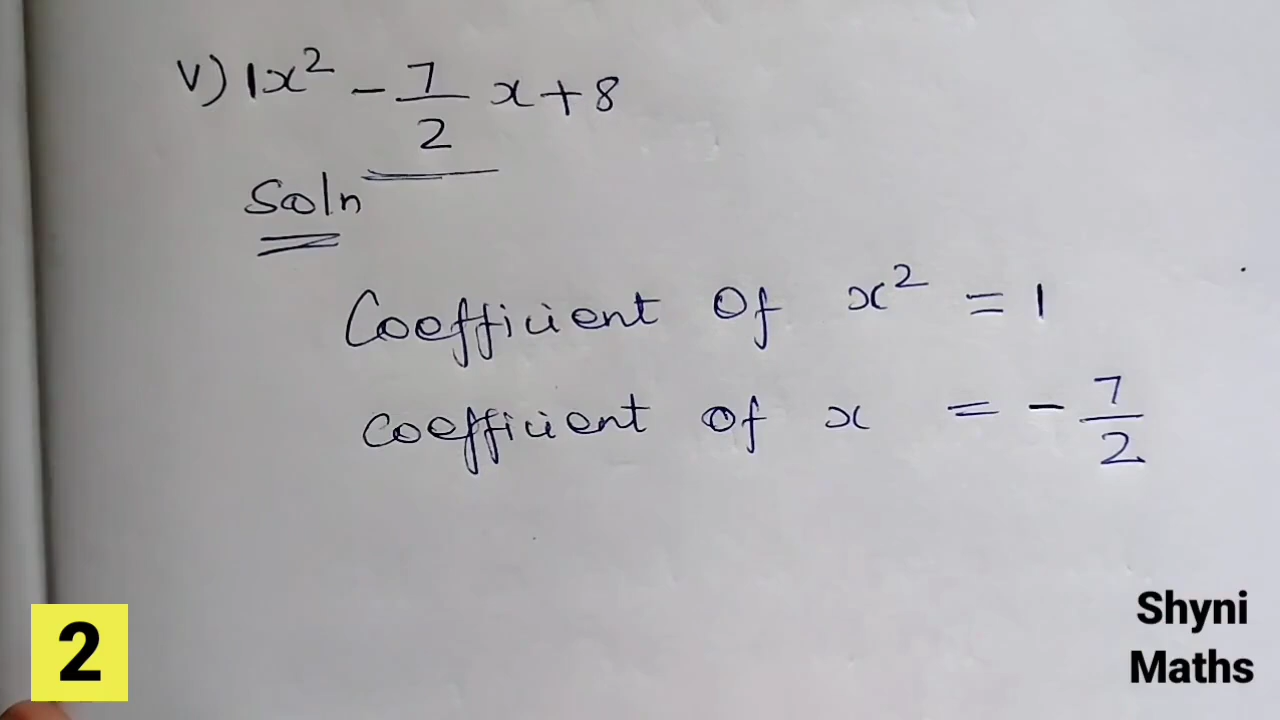 v) 1x² - 7/2 x + 8
Soln
Coefficient Of x² = 1
coefficient of x = - 7/2
2
Shyni
Maths